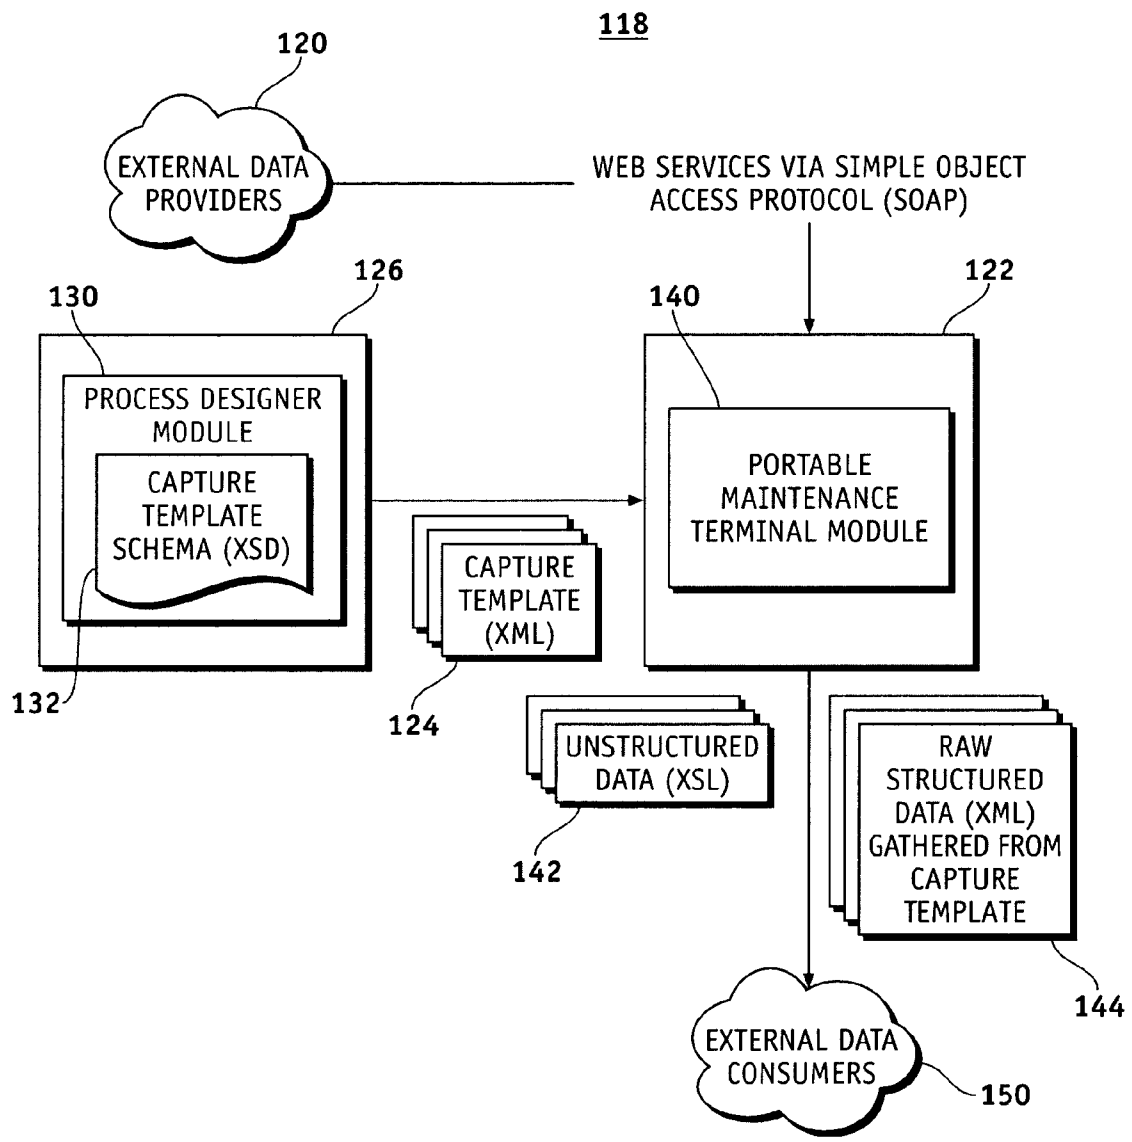 118
120
EXTERNAL DATA
PROVIDERS
WEB SERVICES VIA SIMPLE OBJECT
ACCESS PROTOCOL (SOAP)
126
130
PROCESS DESIGNER
MODULE
CAPTURE
TEMPLATE
SCHEMA (XSD)
132
122
140
PORTABLE
MAINTENANCE
TERMINAL MODULE
CAPTURE
TEMPLATE
(XML)
124
UNSTRUCTURED
DATA (XSL)
142
RAW
STRUCTURED
DATA (XML)
GATHERED FROM
CAPTURE
TEMPLATE
144
EXTERNAL DATA
CONSUMERS
150